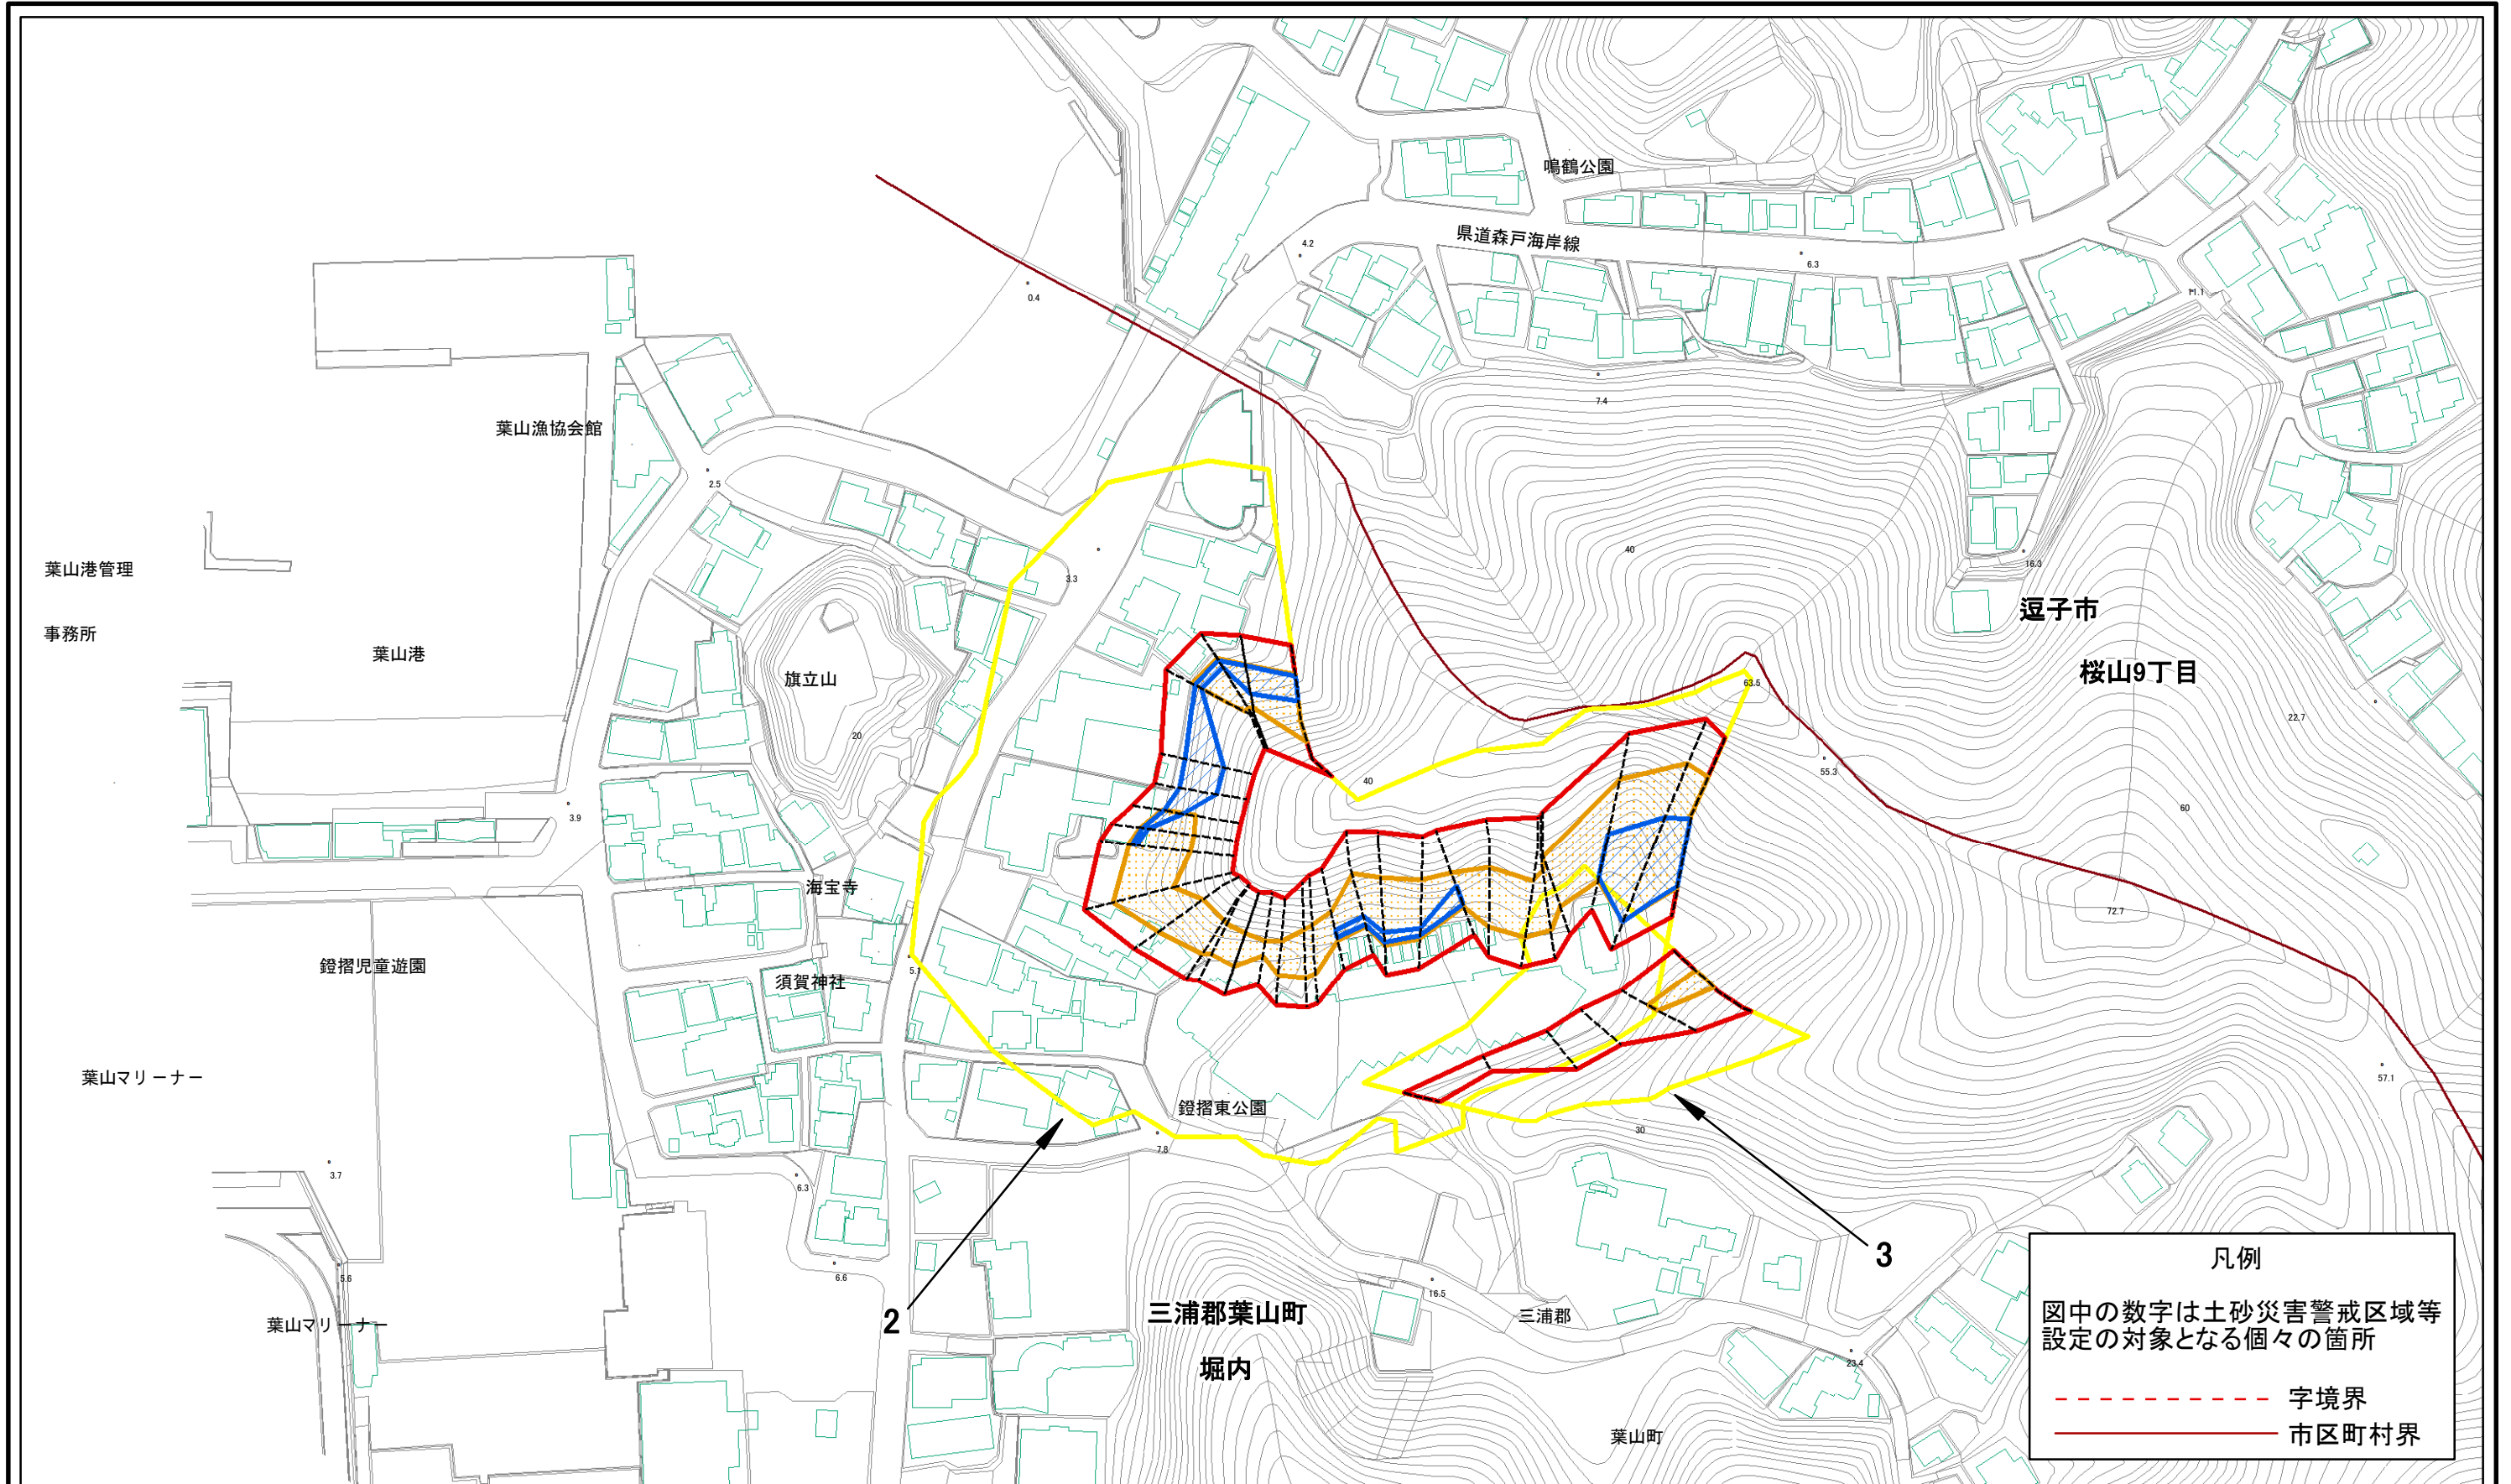 鳴鶴公園
県道森戸海岸線
4.2
6.3
0.4
11.1
7.4
葉山漁協会館
2.5
40
16.3
3.3
葉山港管理
事務所
逗子市
葉山港
旗立山
桜山9丁目
63.5
20
22.7
55.3
40
60
3.9
海宝寺
72.7
鐙摺児童遊園
5.1
須賀神社
葉山マリーナー
57.1
鐙摺東公園
30
7.8
3.7
6.3
3
5.6
6.6
16.5
2
三浦郡葉山町
三浦郡
葉山マリーナー
堀内
23.4
葉山町
凡例
図中の数字は土砂災害警戒区域等
設定の対象となる個々の箇所
字境界
市区町村界